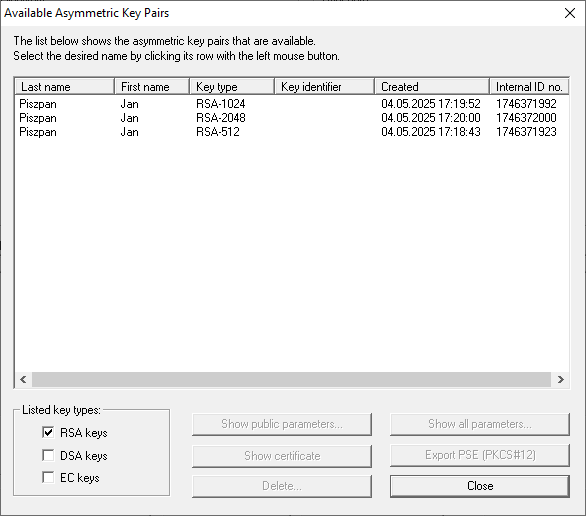 Available Asymmetric Key Pairs
The list below shows the asymmetric key pairs that are available.
Select the desired name by clicking its row with the left mouse button.
Last name First name Key type Key identifier Created Internal ID no.
Piszpan Jan RSA-1024 04.05.2025 17:19:52 1746371992
Piszpan Jan RSA-2048 04.05.2025 17:20:00 1746372000
Piszpan Jan RSA-512 04.05.2025 17:18:43 1746371923
Listed key types:
RSA keys
DSA keys
EC keys
Show public parameters... Show all parameters...
Show certificate Export PSE (PKCS#12)
Delete... Close